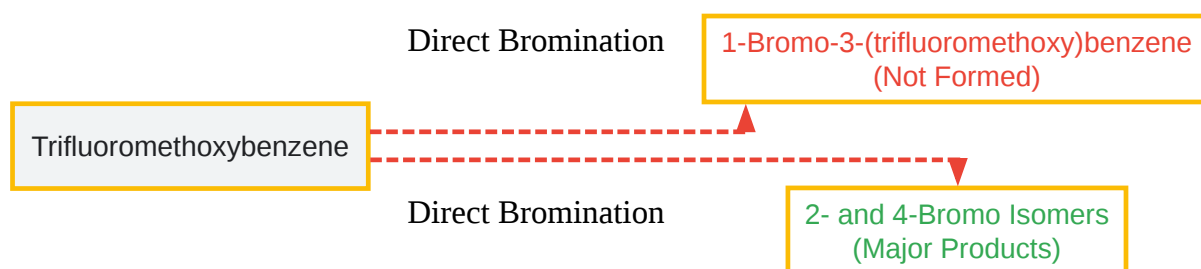 Direct Bromination
1-Bromo-3-(trifluoromethoxy)benzene
(Not Formed)
Trifluoromethoxybenzene
Direct Bromination
2- and 4-Bromo Isomers
(Major Products)